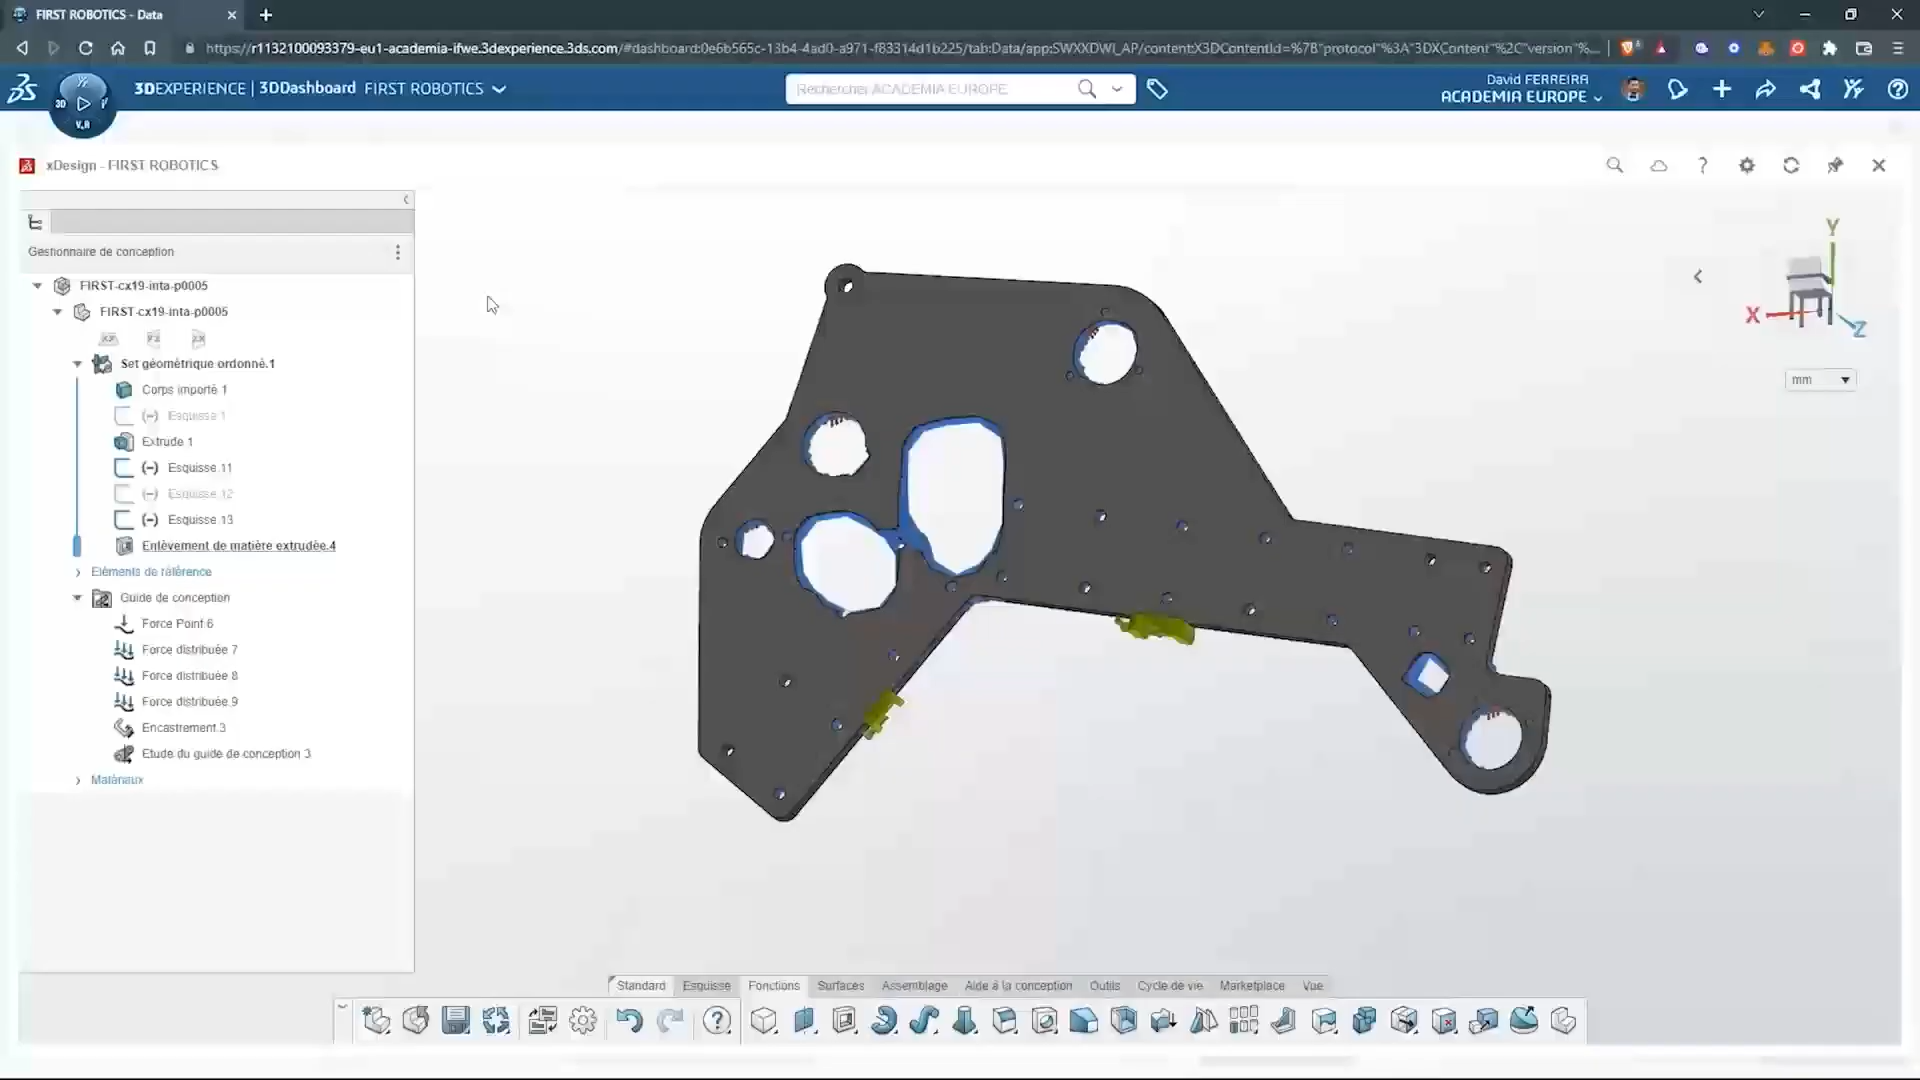 FIRST ROBOTICS - Data
https://r1132100093379-eu1-academia-ifwe.3dexperience.3ds.com/#dashboard:0e6b565c-13b4-4ad0-a971-f83314d1b225/tab:Data/app:SWXXDWI_AP/content:X3DContentId=%7B"protocol"%3A"3DXContent"%2C"version"%...
3DEXPERIENCE | 3DDashboard FIRST ROBOTICS
3D
V.R
Rechercher ACADEMIA EUROPE
David FERREIRA
ACADEMIA EUROPE
xDesign - FIRST ROBOTICS
Gestionnaire de conception
FIRST-cx19-inta-p0005
FIRST-cx19-inta-p0005
Set géométrique ordonné.1
Corps importé 1
(-) Esquisse 1
Extrude 1
(-) Esquisse.11
(-) Esquisse.12
(-) Esquisse.13
Enlèvement de matière extrudée.4
Eléments de référence
Guide de conception
Force Point 6
Force distribuée 7
Force distribuée 8
Force distribuée.9
Encastrement.3
Etude du guide de conception 3
Matériaux
Y
X
Z
mm
Standard
Esquisse
Fonctions
Surfaces
Assemblage
Aide à la conception
Outils
Cycle de vie
Marketplace
Vue